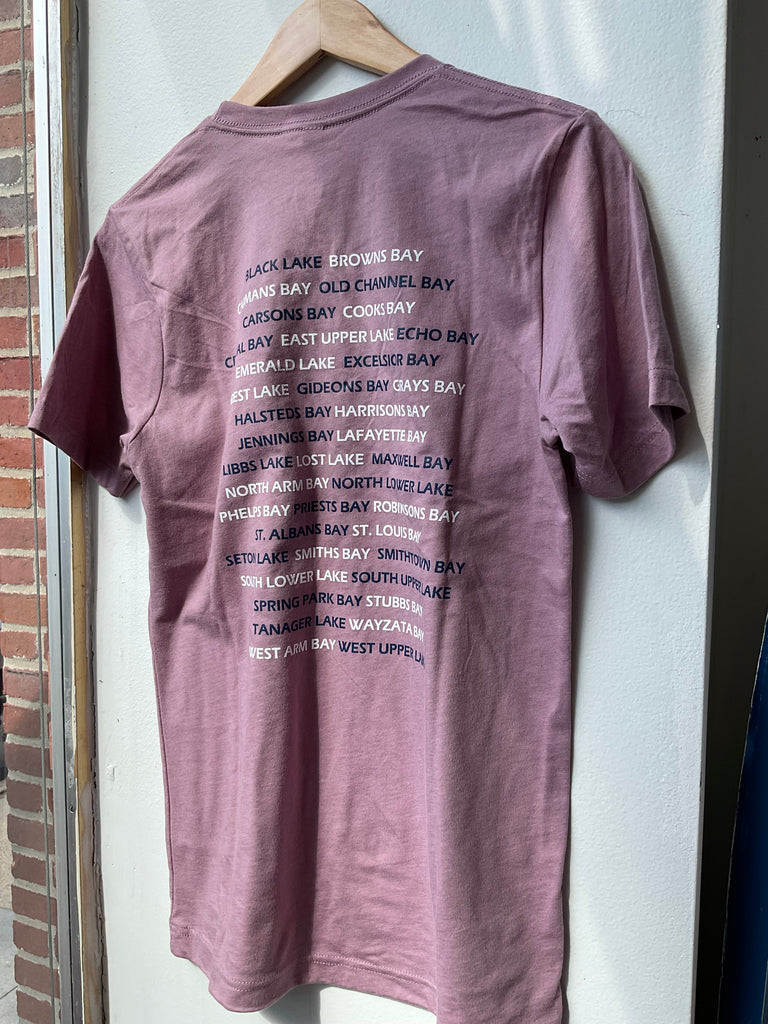 BLACK LAKE BROWNS BAY
BAY OLD CHANNEL BAY
CARSONS BAY COOKS BAY
BAY EAST UPPER LAKE ECHO BAY
EMERALD LAKE EXCELSIOR BAY
LAKE GIDEONS BAY GRAYS BAY
HALSTEDS BAY HARRISONS BAY
JENNINGS BAY LAFAYETTE BAY
LIBBS LAKE LOST LAKE MAXWELL BAY
NORTH ARM BAY NORTH LOWER LAKE
PHELPS BAY PRIESTS BAY ROBINSONS BAY
ST. ALBANS BAY ST. LOUIS BAY
SETON LAKE SMITHS BAY SMITHTOWN BAY
SOUTH LOWER LAKE SOUTH UPPER LAKE
SPRING PARK BAY STUBBS BAY
TANAGER LAKE WAYZATA BAY
WEST ARM BAY WEST UPPER LAKE